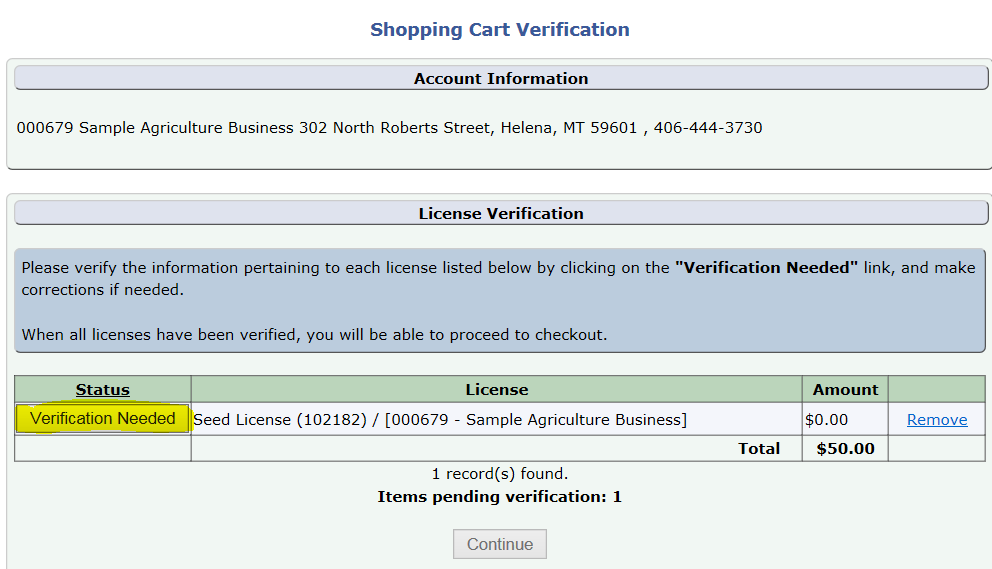 Shopping Cart Verification
Account Information
000679 Sample Agriculture Business 302 North Roberts Street, Helena, MT 59601 , 406-444-3730
License Verification
Please verify the information pertaining to each license listed below by clicking on the "Verification Needed" link, and make
corrections if needed.
When all licenses have been verified, you will be able to proceed to checkout.
Status License Amount
Verification Needed Seed License (102182) / [000679 - Sample Agriculture Business] $0.00 Remove
Total $50.00
1 record(s) found.
Items pending verification: 1
Continue